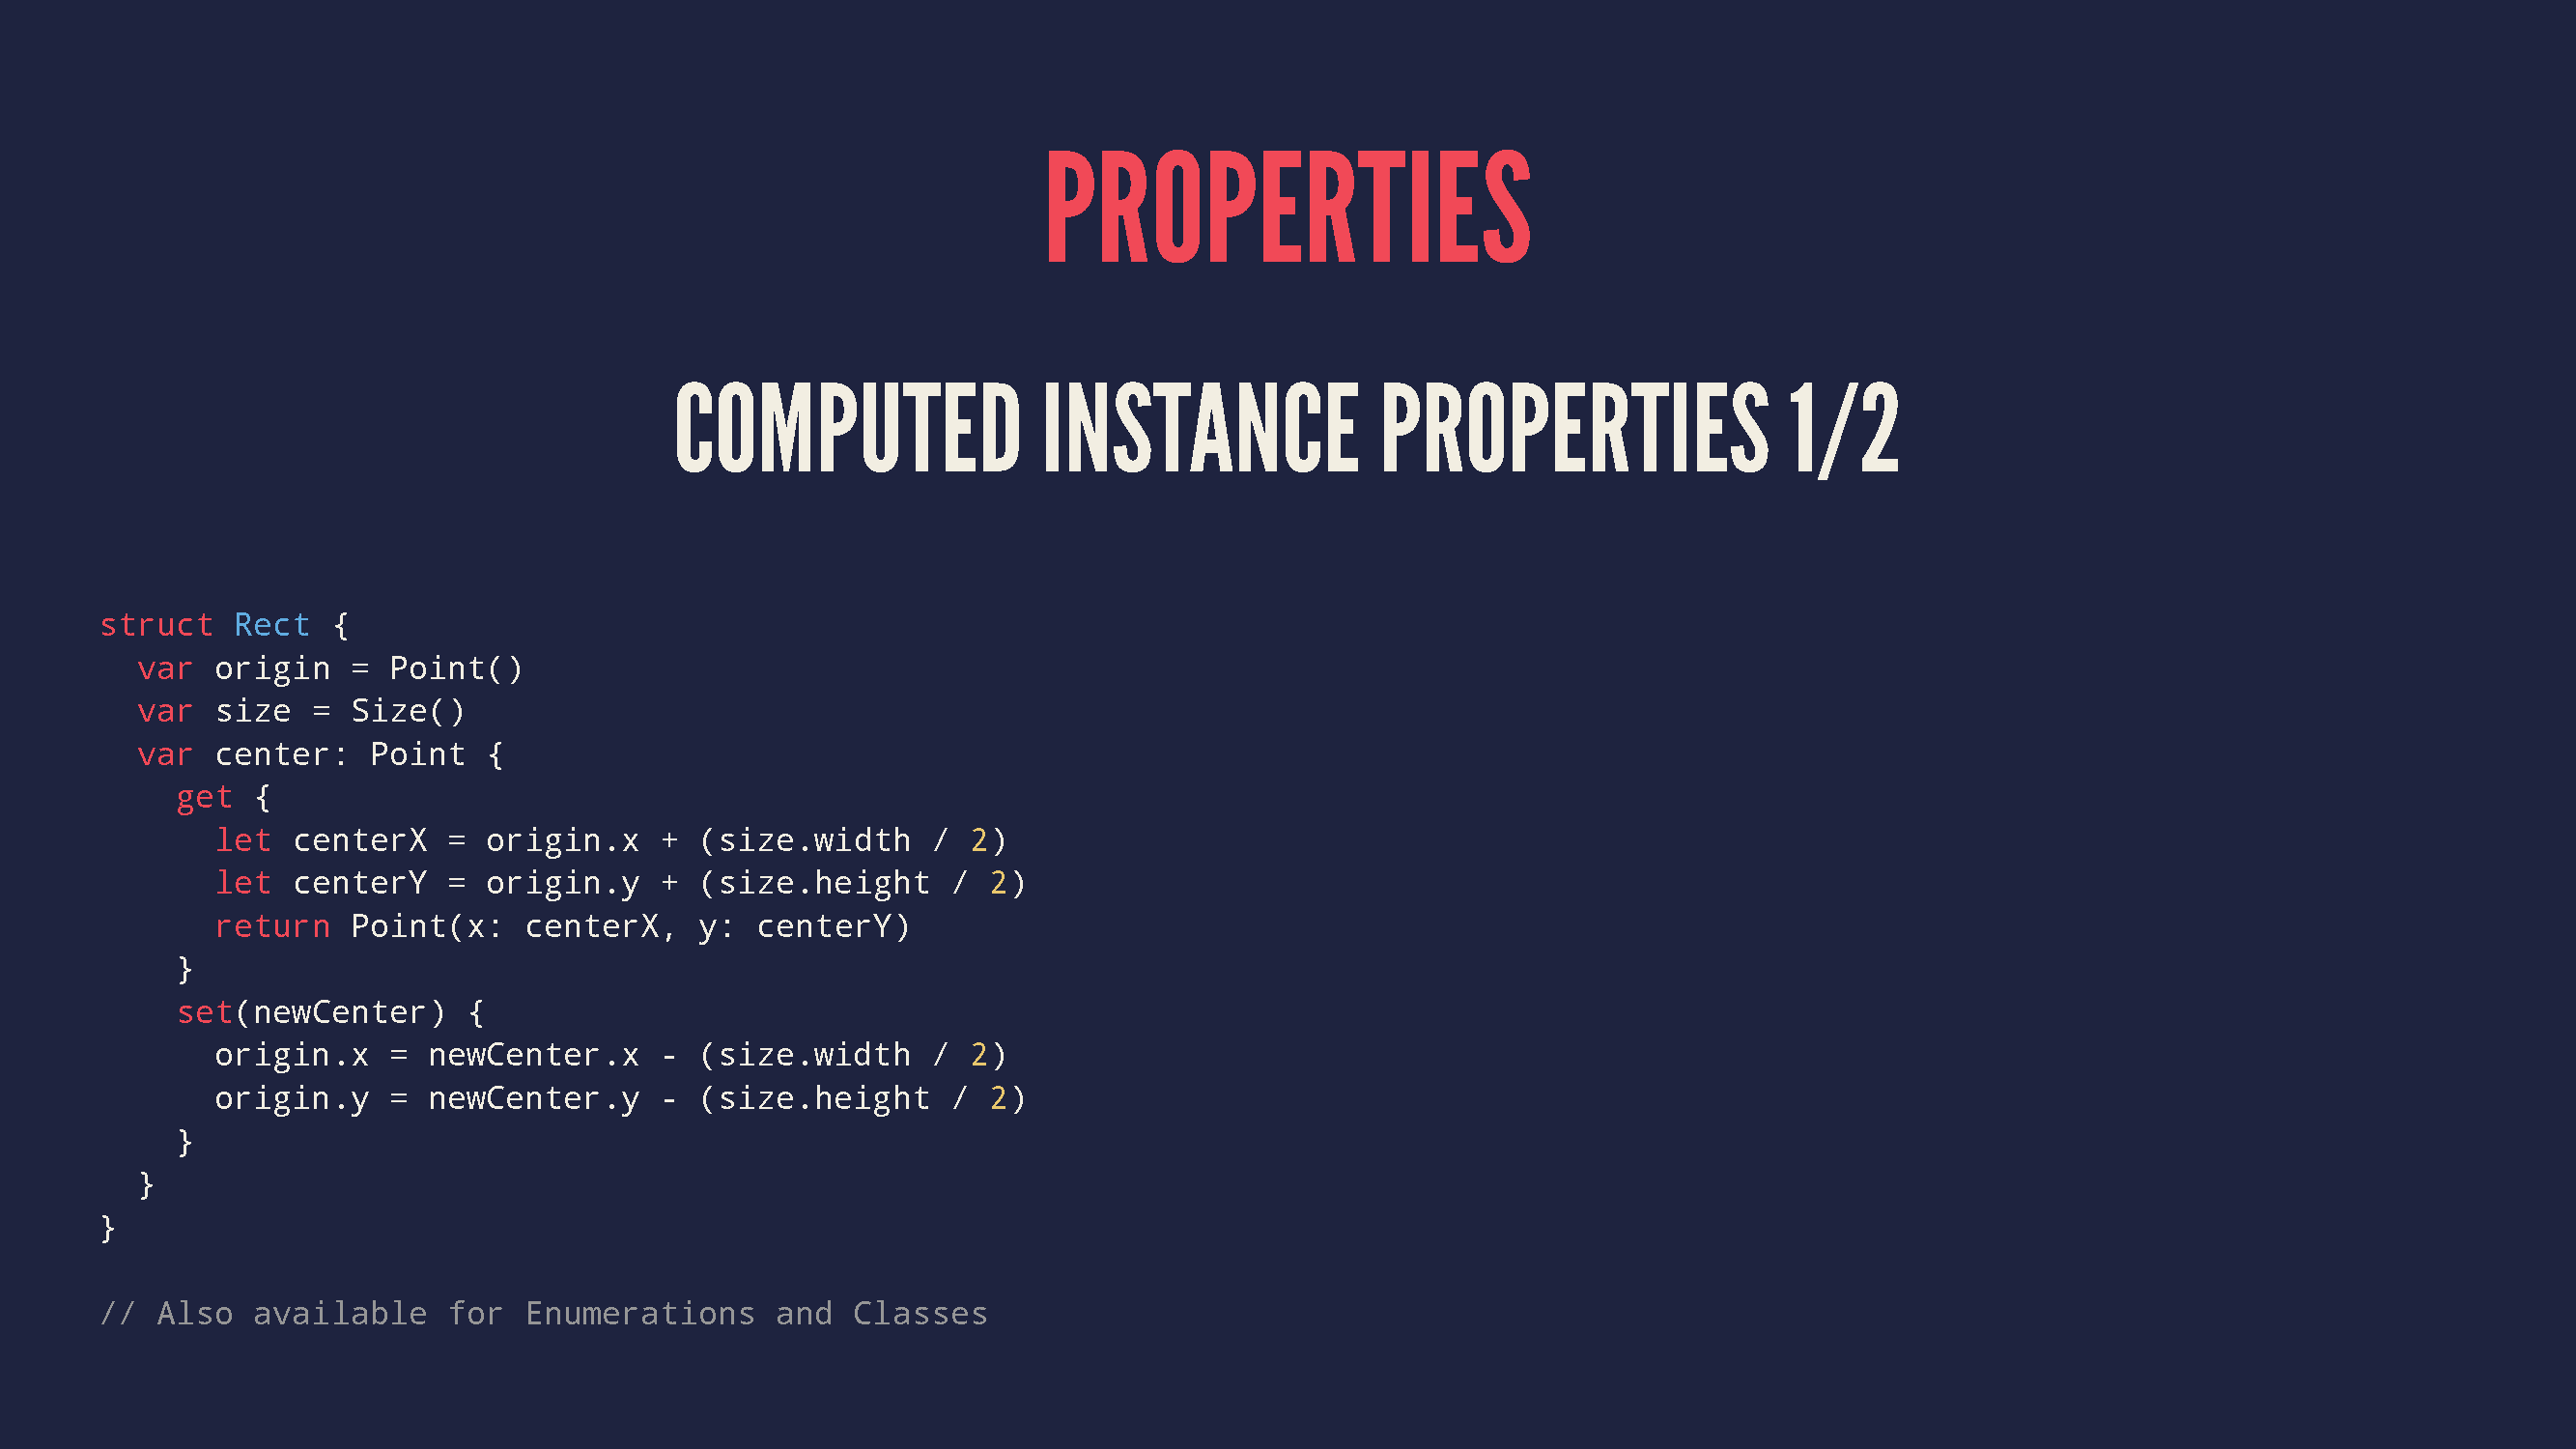 PROPERTIES
COMPUTED INSTANCE PROPERTIES 1/2
struct Rect {
  var origin = Point()
  var size = Size()
  var center: Point {
    get {
      let centerX = origin.x + (size.width / 2)
      let centerY = origin.y + (size.height / 2)
      return Point(x: centerX, y: centerY)
    }
    set(newCenter) {
      origin.x = newCenter.x - (size.width / 2)
      origin.y = newCenter.y - (size.height / 2)
    }
  }
}
// Also available for Enumerations and Classes